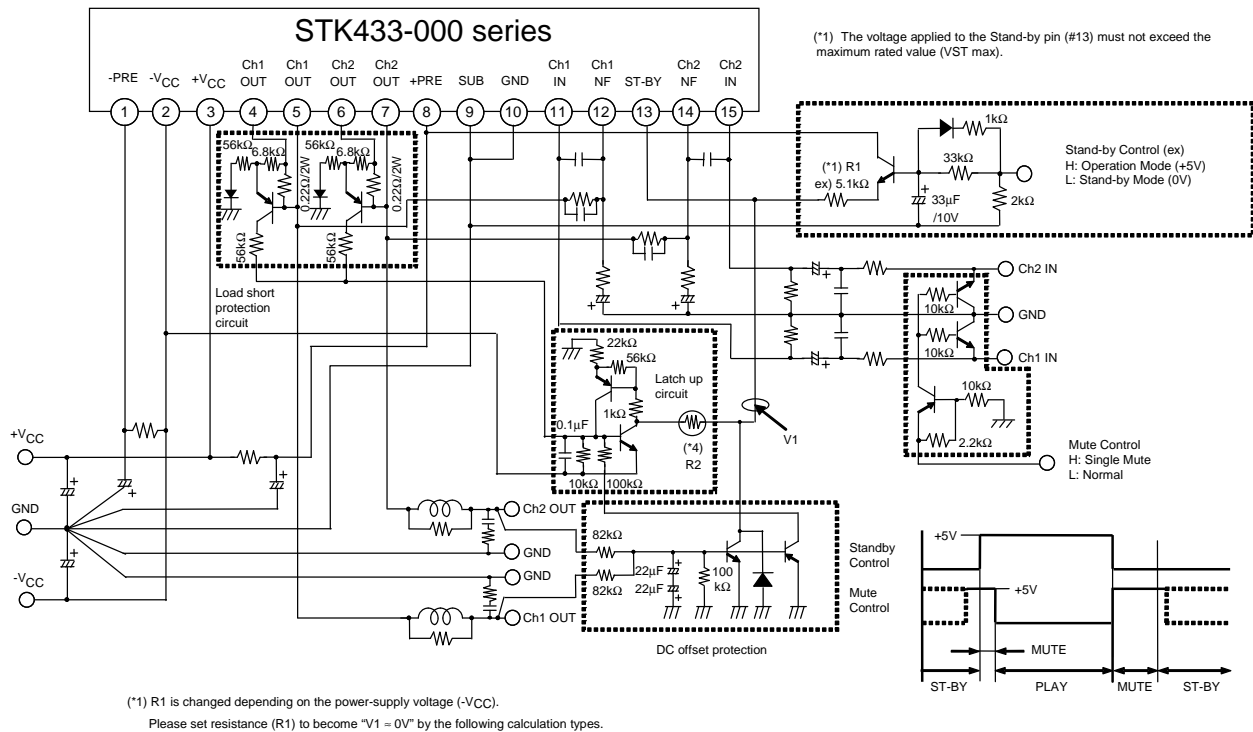 STK433-000 series
-PRE
-VCC
+VCC
Ch1 OUT
Ch1 OUT
Ch2 OUT
Ch2 OUT
+PRE
SUB
GND
Ch1 IN
Ch1 NF
ST-BY
Ch2 NF
Ch2 IN
1 2 3 4 5 6 7 8 9 10 11 12 13 14 15
(*1) The voltage applied to the Stand-by pin (#13) must not exceed the
maximum rated value (VST max).
56kΩ
6.8kΩ
0.22Ω/2W
56kΩ
56kΩ
6.8kΩ
0.22Ω/2W
56kΩ
Load short
protection
circuit
1kΩ
(*1) R1
ex) 5.1kΩ
33kΩ
33μF
/10V
2kΩ
Stand-by Control (ex)
H: Operation Mode (+5V)
L: Stand-by Mode (0V)
Ch2 IN
GND
Ch1 IN
10kΩ
10kΩ
10kΩ
2.2kΩ
Mute Control
H: Single Mute
L: Normal
22kΩ
56kΩ
Latch up
circuit
1kΩ
0.1μF
(*4)
R2
10kΩ
100kΩ
V1
+VCC
GND
-VCC
Ch2 OUT
GND
GND
Ch1 OUT
82kΩ
82kΩ
22μF
22μF
100
kΩ
DC offset protection
Standby
Control
+5V
Mute
Control
+5V
MUTE
ST-BY
PLAY
MUTE
ST-BY
(*1) R1 is changed depending on the power-supply voltage (-VCC).
Please set resistance (R1) to become “V1 ≈ 0V” by the following calculation types.